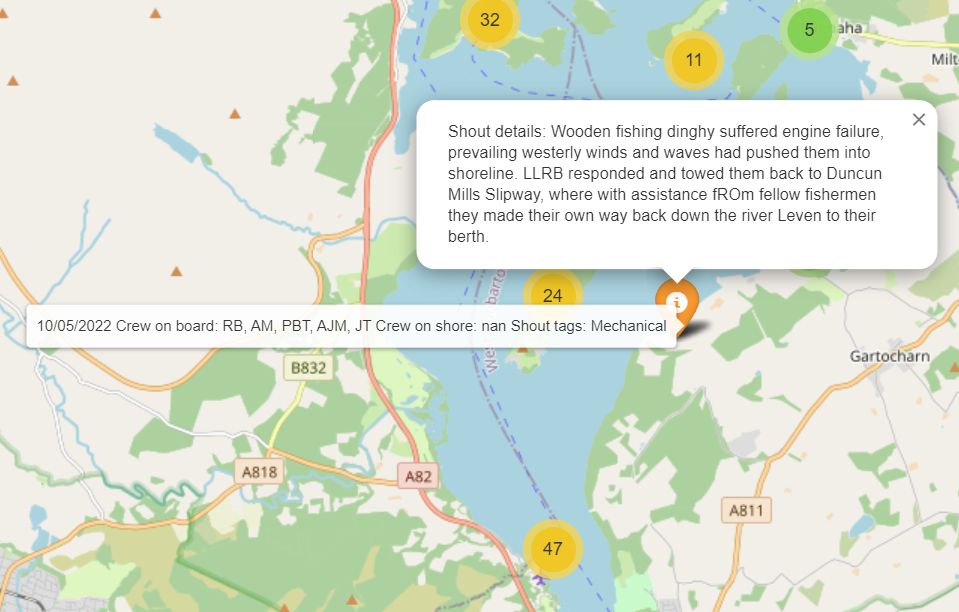 32
5
aha
11
Milt
Shout details: Wooden fishing dinghy suffered engine failure,
prevailing westerly winds and waves had pushed them into
shoreline. LLRB responded and towed them back to Duncun
Mills Slipway, where with assistance fROm fellow fishermen
they made their own way back down the river Leven to their
berth.
24
10/05/2022 Crew on board: RB, AM, PBT, AJM, JT Crew on shore: nan Shout tags: Mechanical
Gartocharn
B832
A818
A82
A811
47